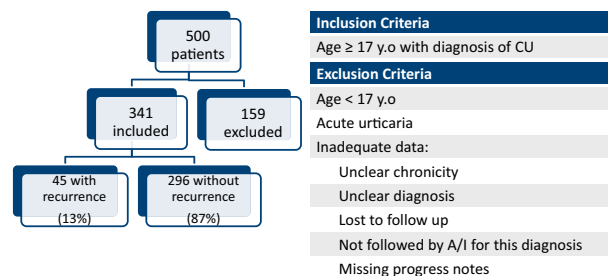 500
patients
341
included
159
excluded
45 with
recurrence
(13%)
296 without
recurrence
(87%)
Inclusion Criteria
Age ≥ 17 y.o with diagnosis of CU
Exclusion Criteria
Age < 17 y.o
Acute urticaria
Inadequate data:
Unclear chronicity
Unclear diagnosis
Lost to follow up
Not followed by A/I for this diagnosis
Missing progress notes